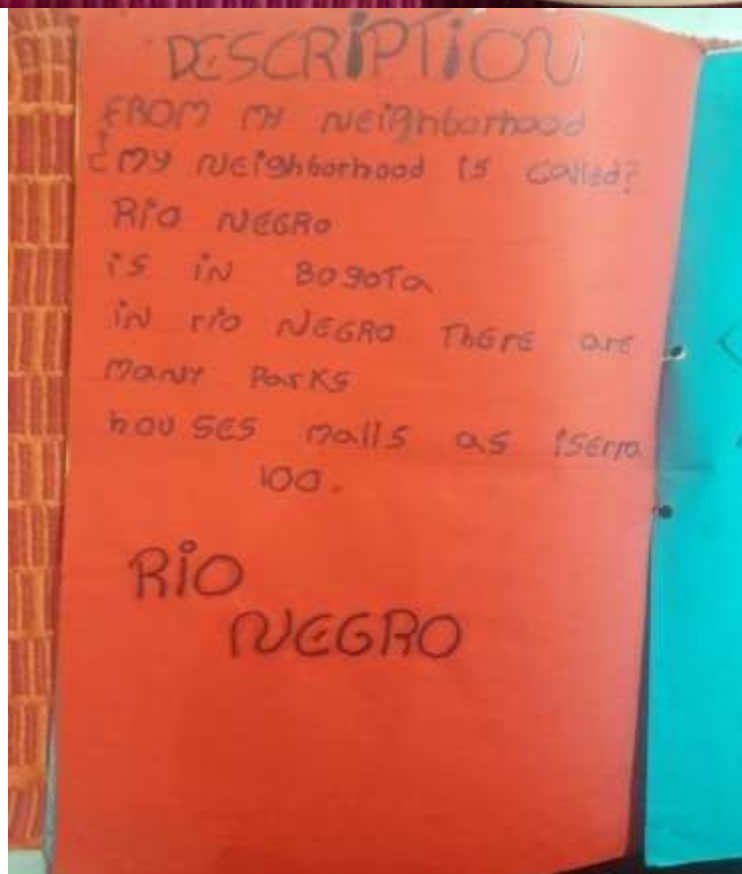 DESCRIPTION
FROM MY NEighborhood
¿MY NEighborhood is called?
RIO NEGRO
is iN BogoTa
iN rio NEGRO THERE are
MANY PARKS
houSES malls as iserra
100.
RiO
NEGRO